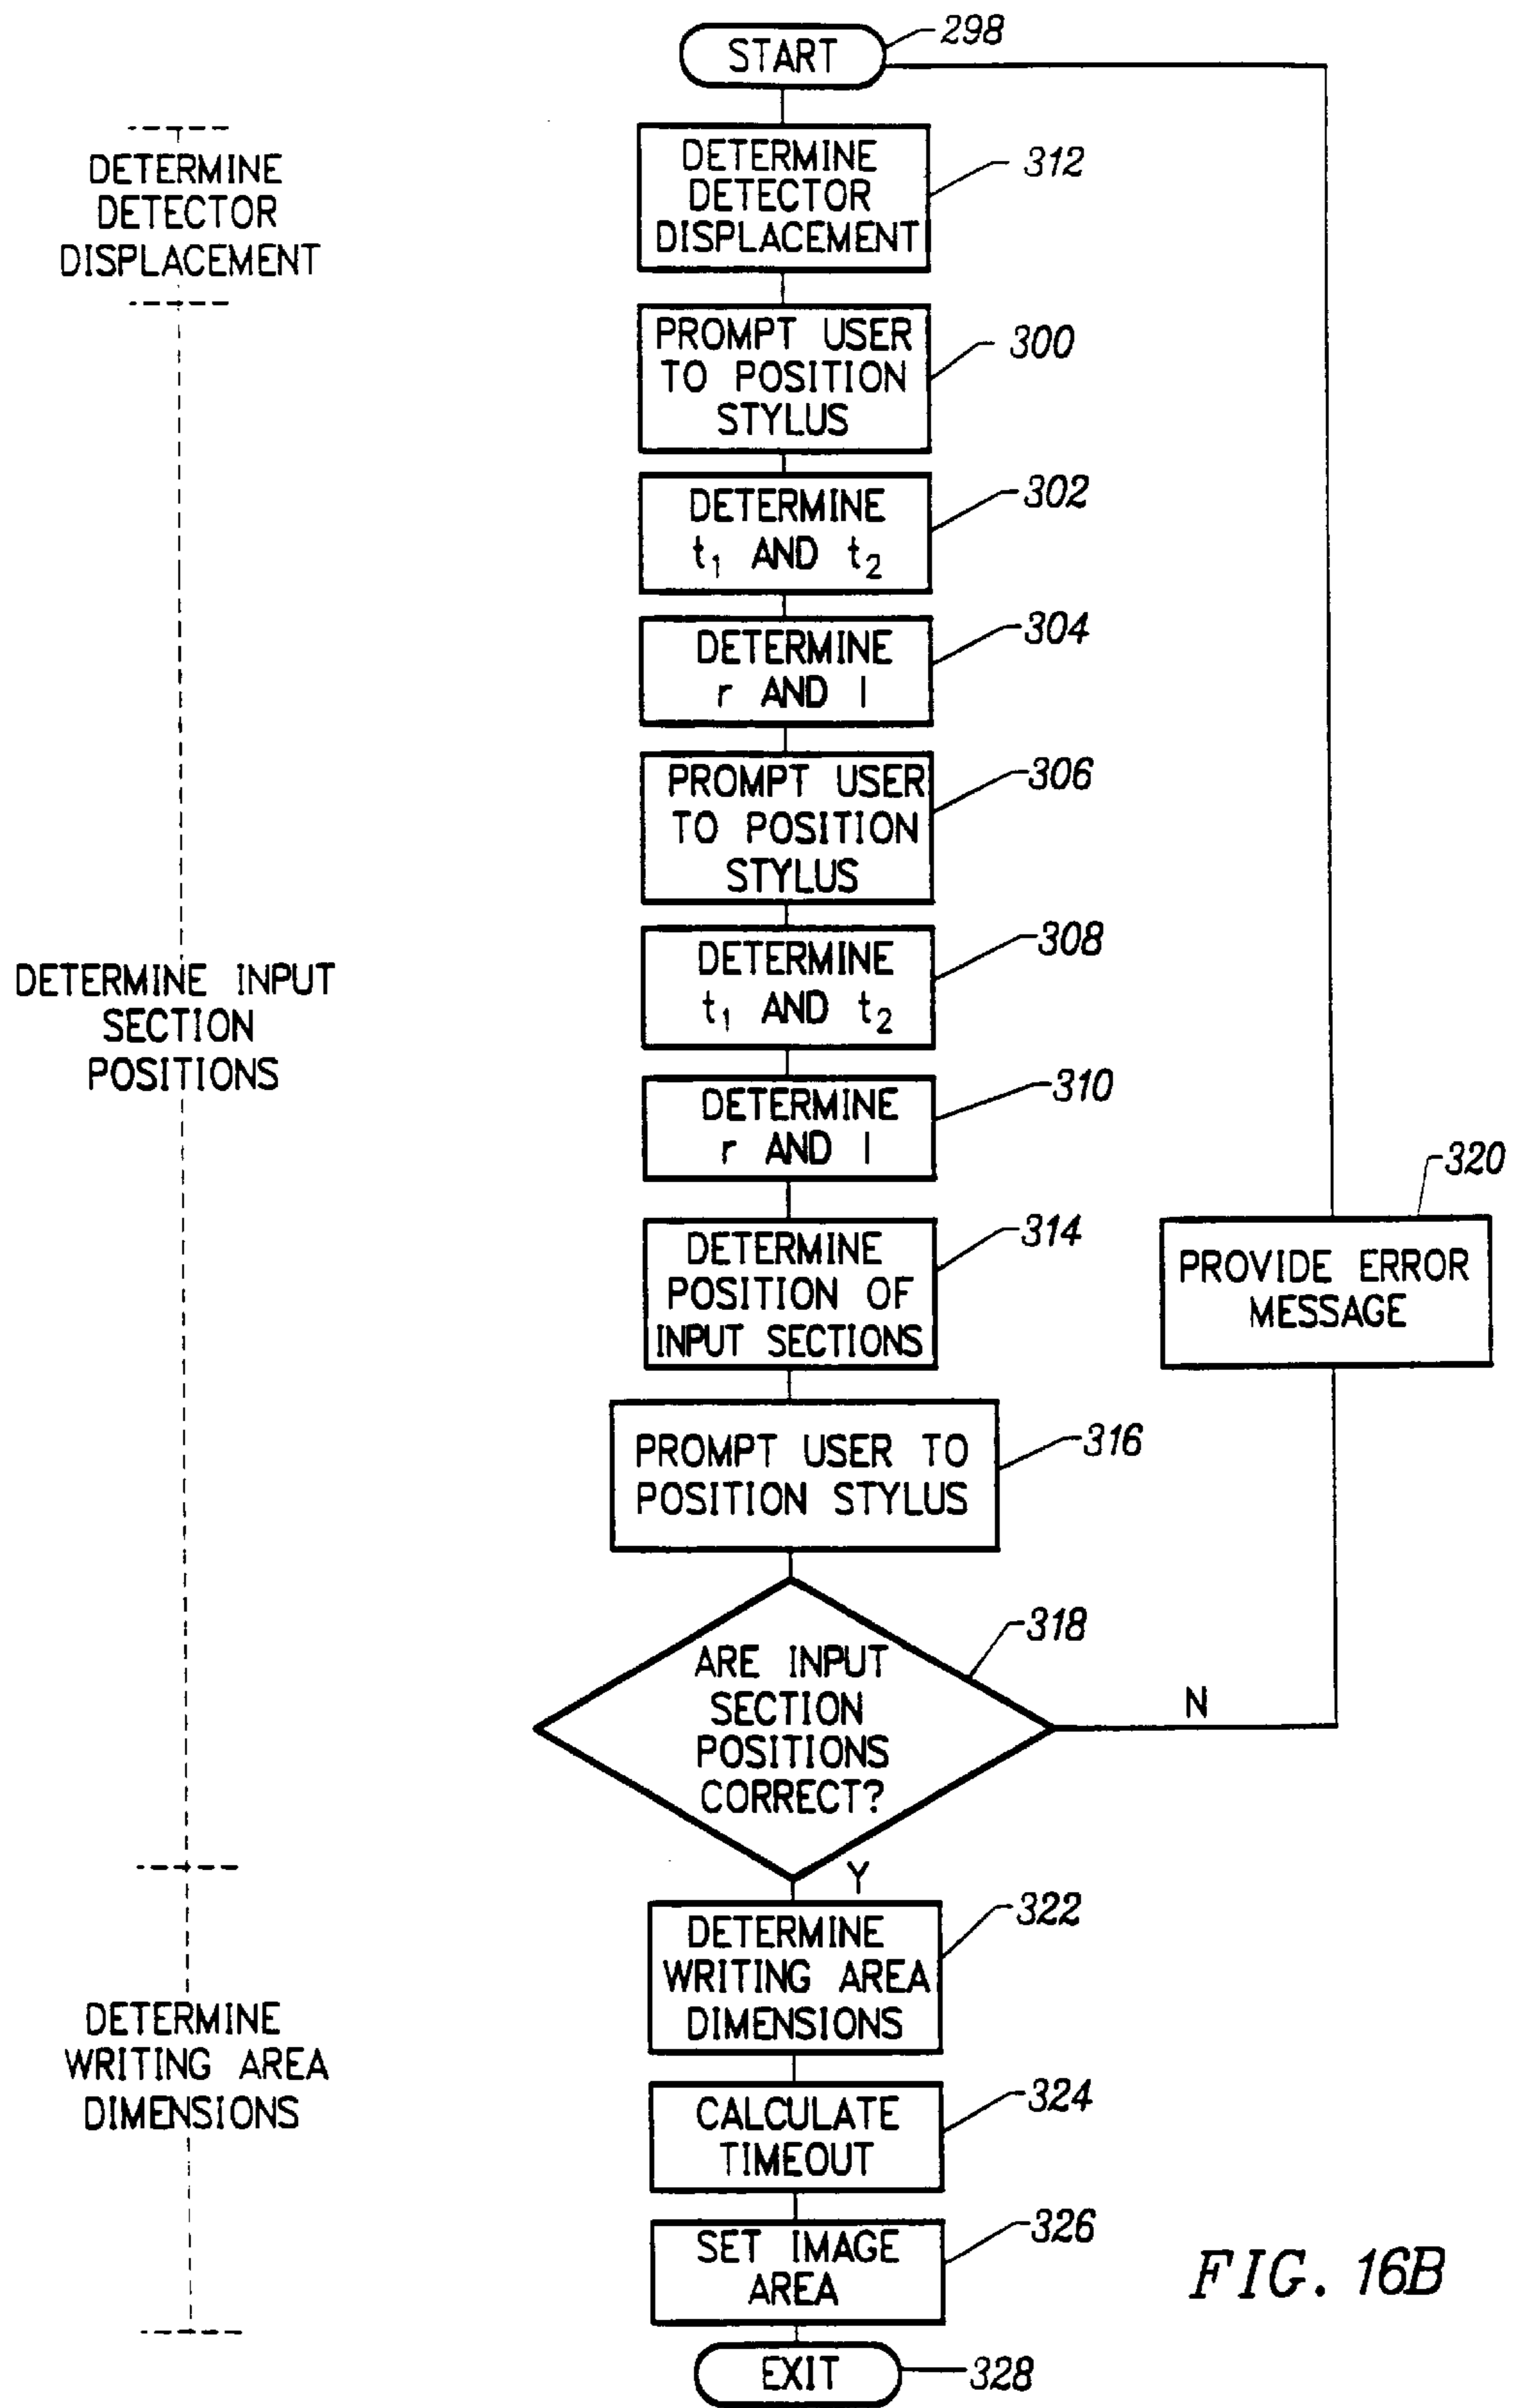 START
298
DETERMINE
DETECTOR
DISPLACEMENT
DETERMINE
DETECTOR
DISPLACEMENT
312
PROMPT USER
TO POSITION
STYLUS
300
DETERMINE
t₁ AND t₂
302
DETERMINE
r AND l
304
PROMPT USER
TO POSITION
STYLUS
306
DETERMINE INPUT
SECTION
POSITIONS
DETERMINE
t₁ AND t₂
308
DETERMINE
r AND l
310
DETERMINE
POSITION OF
INPUT SECTIONS
314
PROVIDE ERROR
MESSAGE
320
PROMPT USER TO
POSITION STYLUS
316
ARE INPUT
SECTION
POSITIONS
CORRECT?
318
N
Y
DETERMINE
WRITING AREA
DIMENSIONS
322
DETERMINE
WRITING AREA
DIMENSIONS
CALCULATE
TIMEOUT
324
SET IMAGE
AREA
326
EXIT
328
FIG. 16B